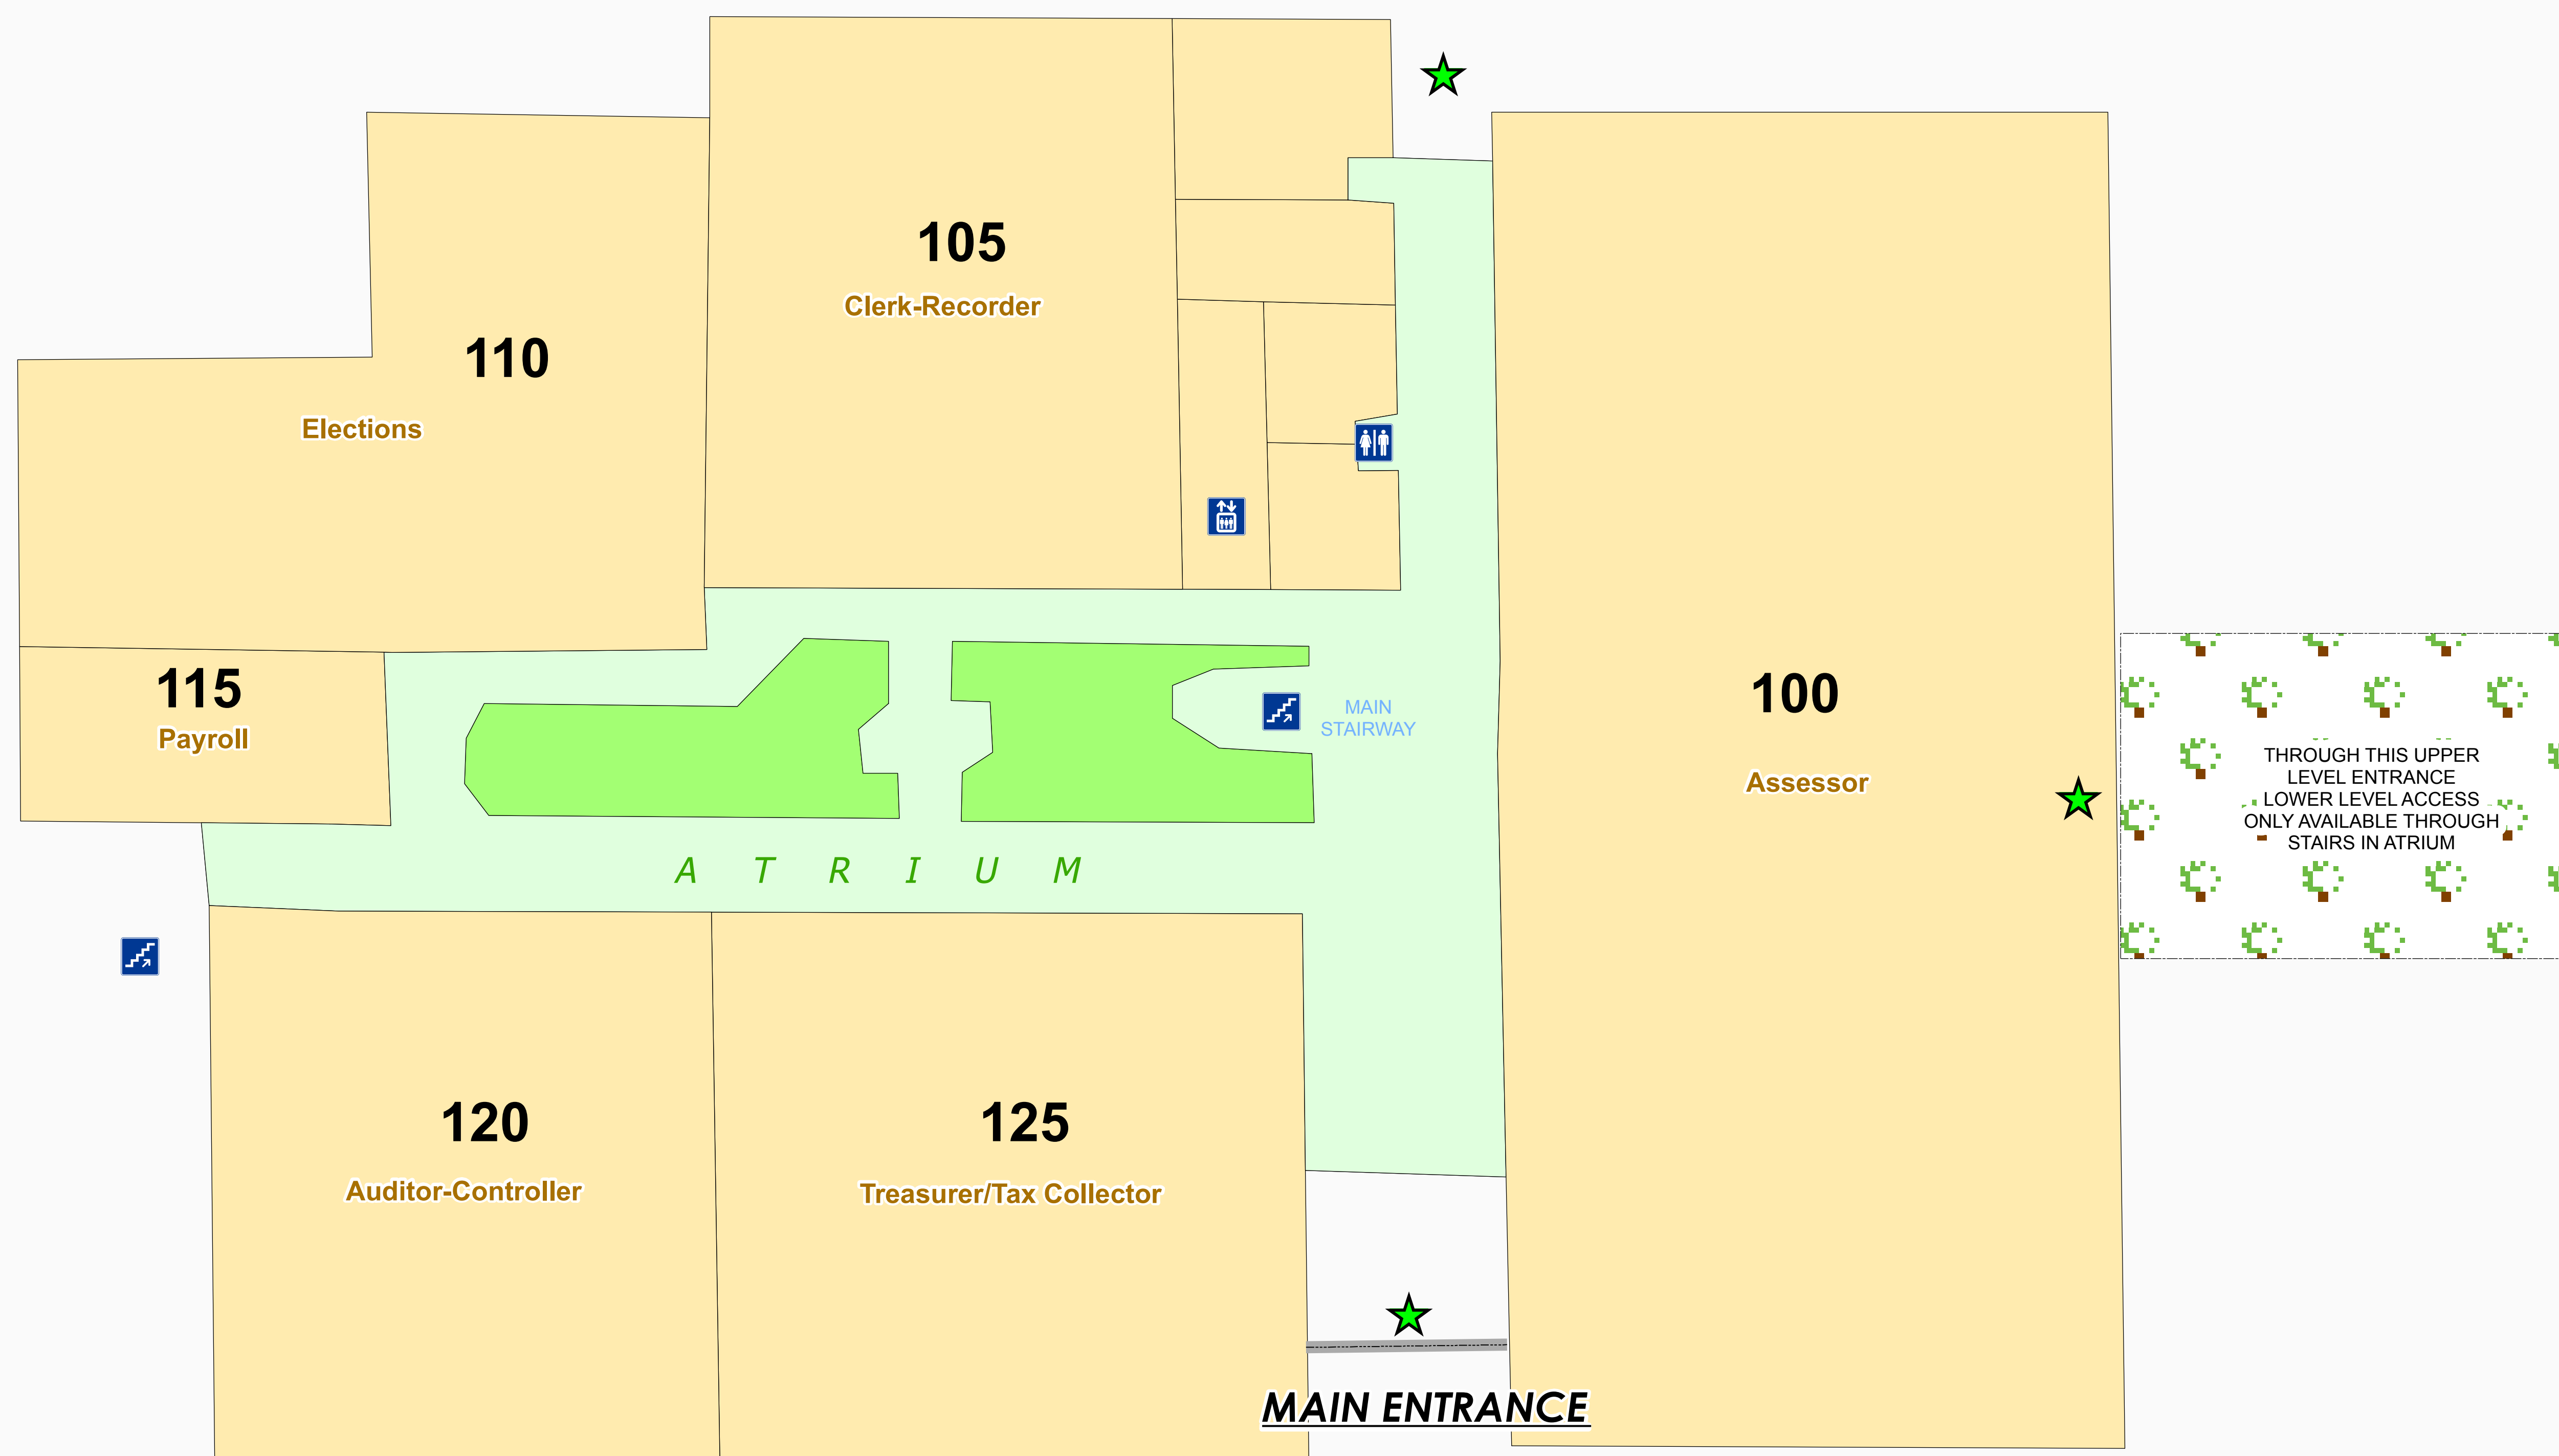 105
Clerk-Recorder
110
Elections
115
Payroll
MAIN
STAIRWAY
100
Assessor
THROUGH THIS UPPER
LEVEL ENTRANCE
LOWER LEVEL ACCESS
ONLY AVAILABLE THROUGH
STAIRS IN ATRIUM
A T R I U M
120
Auditor-Controller
125
Treasurer/Tax Collector
MAIN ENTRANCE